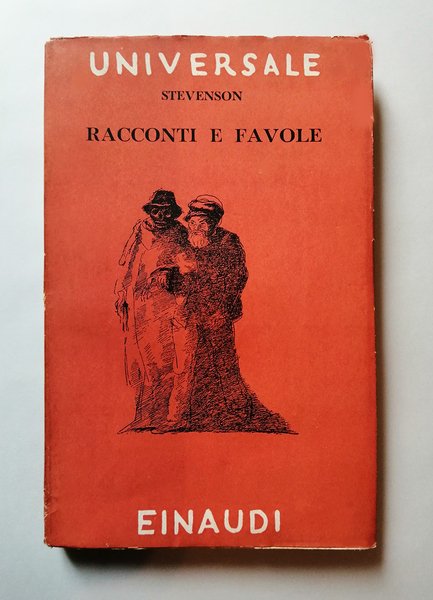 UNIVERSALE
STEVENSON
RACCONTI E FAVOLE
EINAUDI